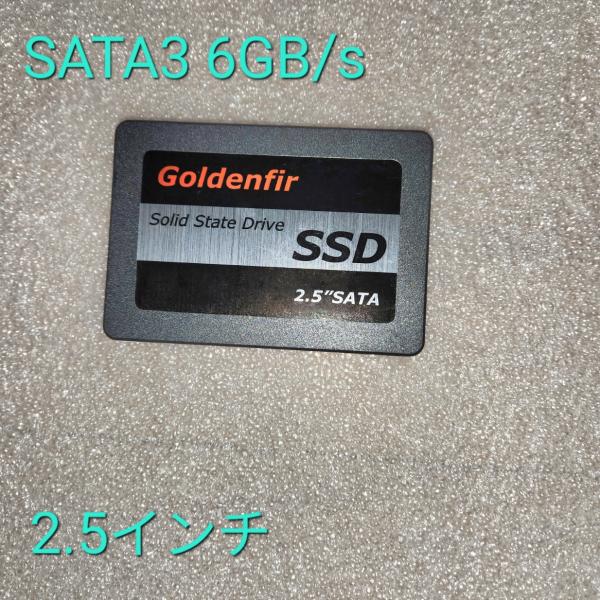 SATA3 6GB/s
Goldenfir
Solid State Drive
SSD
2.5”SATA
2.5インチ